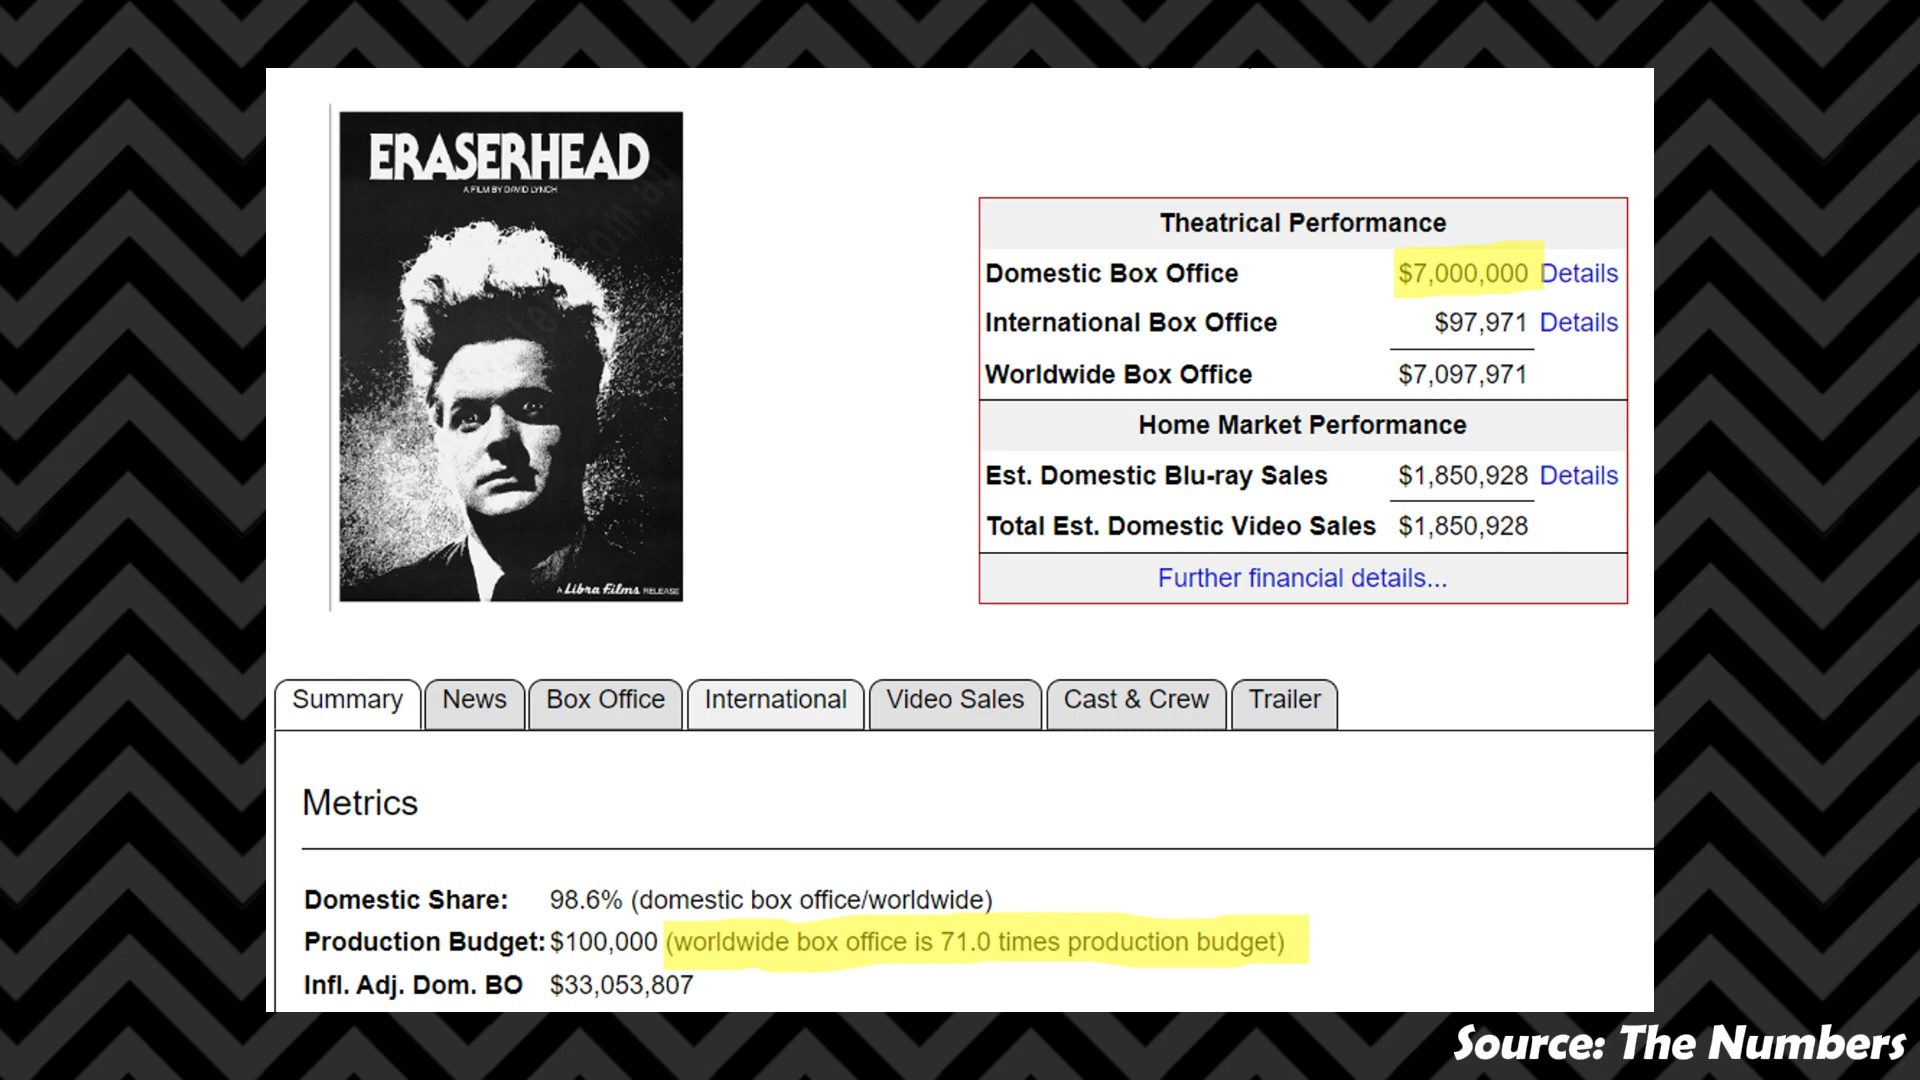 ERASERHEAD
A FILM BY DAVID LYNCH
A Libra Films RELEASE
Theatrical Performance
Domestic Box Office $7,000,000 Details
International Box Office $97,971 Details
Worldwide Box Office $7,097,971
Home Market Performance
Est. Domestic Blu-ray Sales $1,850,928 Details
Total Est. Domestic Video Sales $1,850,928
Further financial details...
Summary News Box Office International Video Sales Cast & Crew Trailer
Metrics
Domestic Share: 98.6% (domestic box office/worldwide)
Production Budget: $100,000 (worldwide box office is 71.0 times production budget)
Infl. Adj. Dom. BO $33,053,807
Source: The Numbers